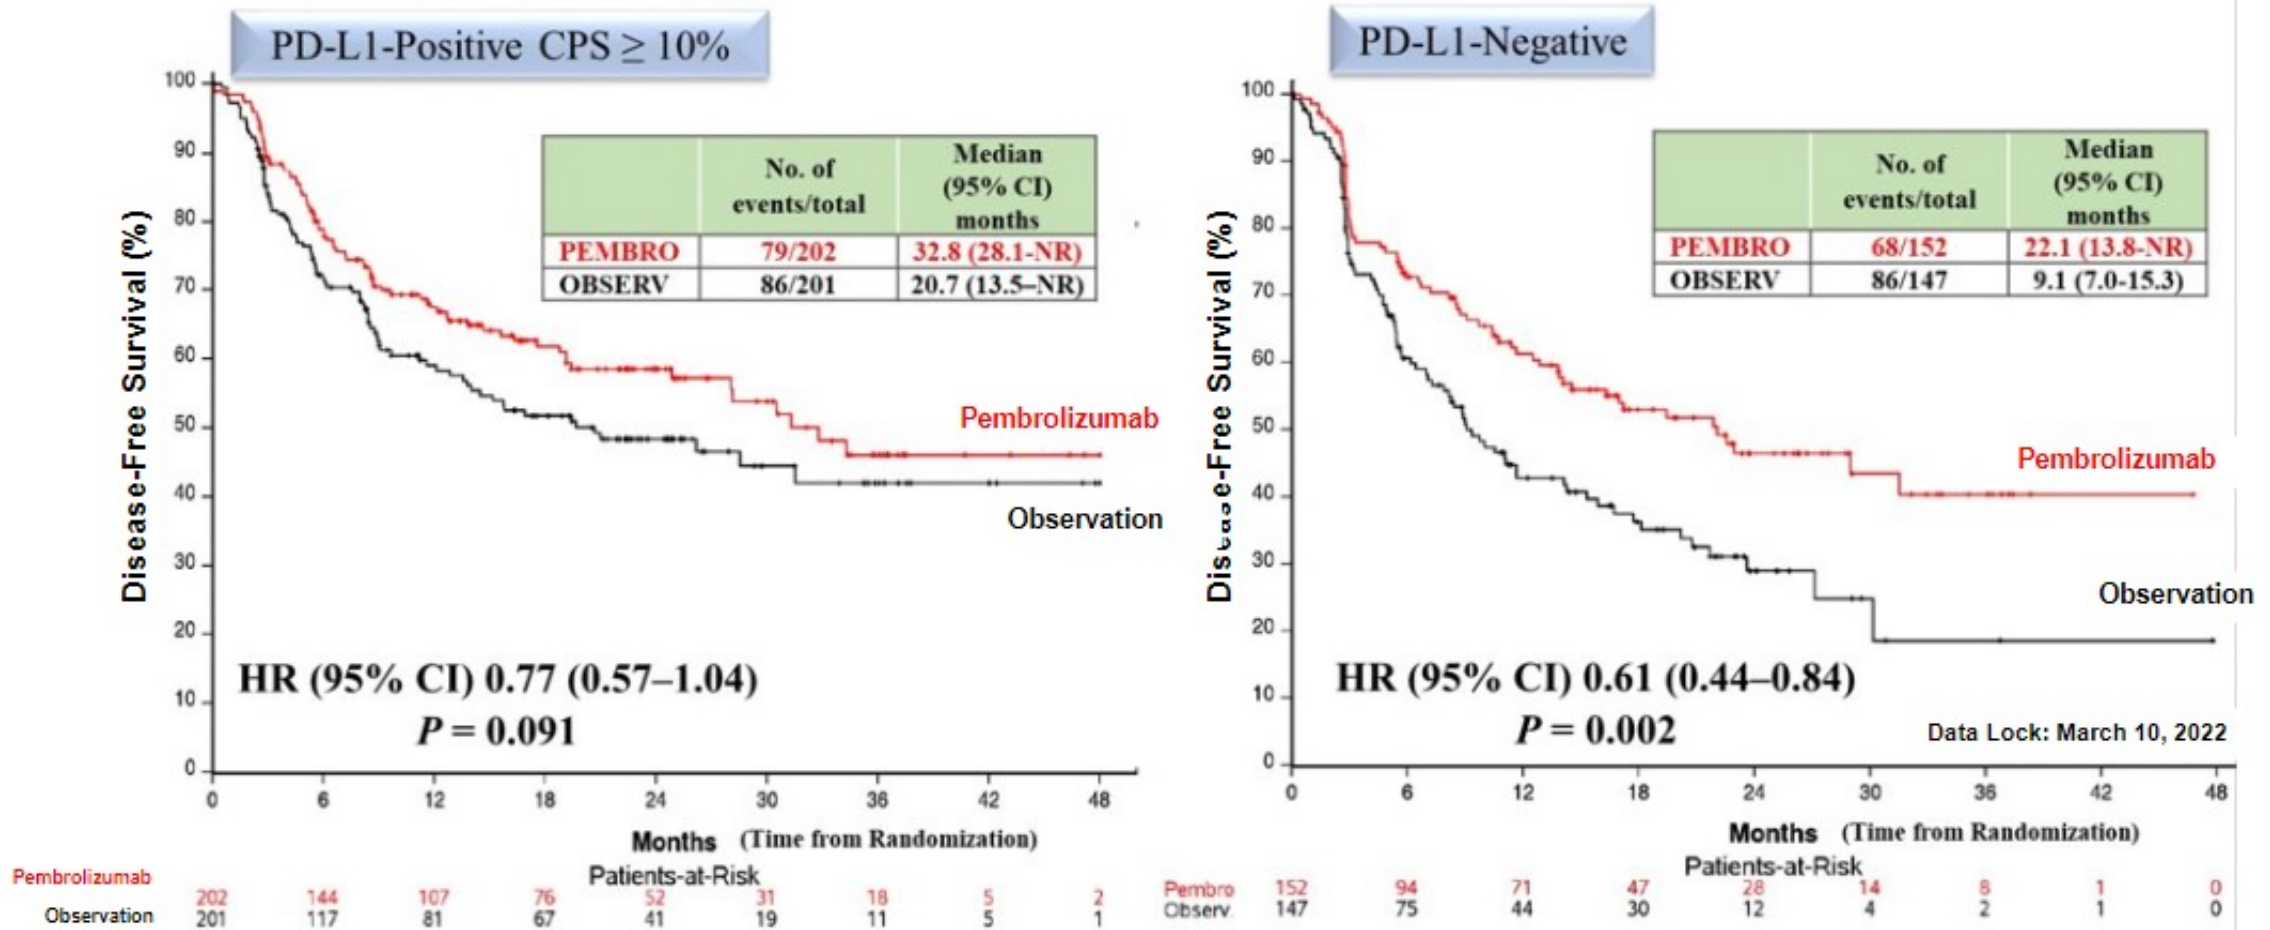 PD-L1-Positive CPS ≥ 10%
Disease-Free Survival (%)
100
90
80
70
60
50
40
30
20
10
0
No. of events/total
Median (95% CI) months
PEMBRO 79/202 32.8 (28.1-NR)
OBSERV 86/201 20.7 (13.5–NR)
Pembrolizumab
Observation
HR (95% CI) 0.77 (0.57–1.04)
P = 0.091
0 6 12 18 24 30 36 42 48
Months (Time from Randomization)
Patients-at-Risk
Pembrolizumab 202 144 107 76 52 31 18 5 2
Observation 201 117 81 67 41 19 11 5 1
PD-L1-Negative
Disease-Free Survival (%)
100
90
80
70
60
50
40
30
20
10
0
No. of events/total
Median (95% CI) months
PEMBRO 68/152 22.1 (13.8-NR)
OBSERV 86/147 9.1 (7.0-15.3)
Pembrolizumab
Observation
HR (95% CI) 0.61 (0.44–0.84)
P = 0.002
Data Lock: March 10, 2022
0 6 12 18 24 30 36 42 48
Months (Time from Randomization)
Patients-at-Risk
Pembro 152 94 71 47 28 14 8 1 0
Observ. 147 75 44 30 12 4 2 1 0